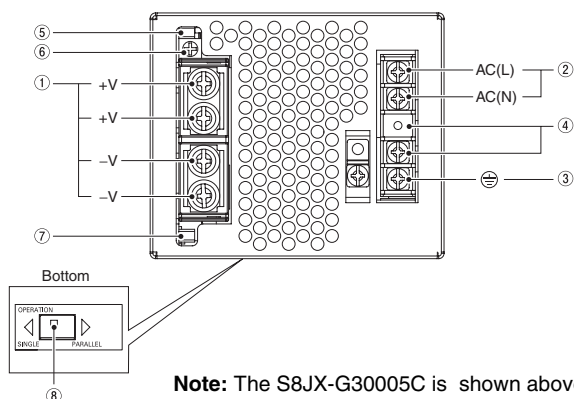 ⑤
⑥
① +V
+V
−V
−V
⑦
AC(L) ②
AC(N)
④
③
Bottom
OPERATION
SINGLE PARALLEL
⑧
Note: The S8JX-G30005C is shown abov